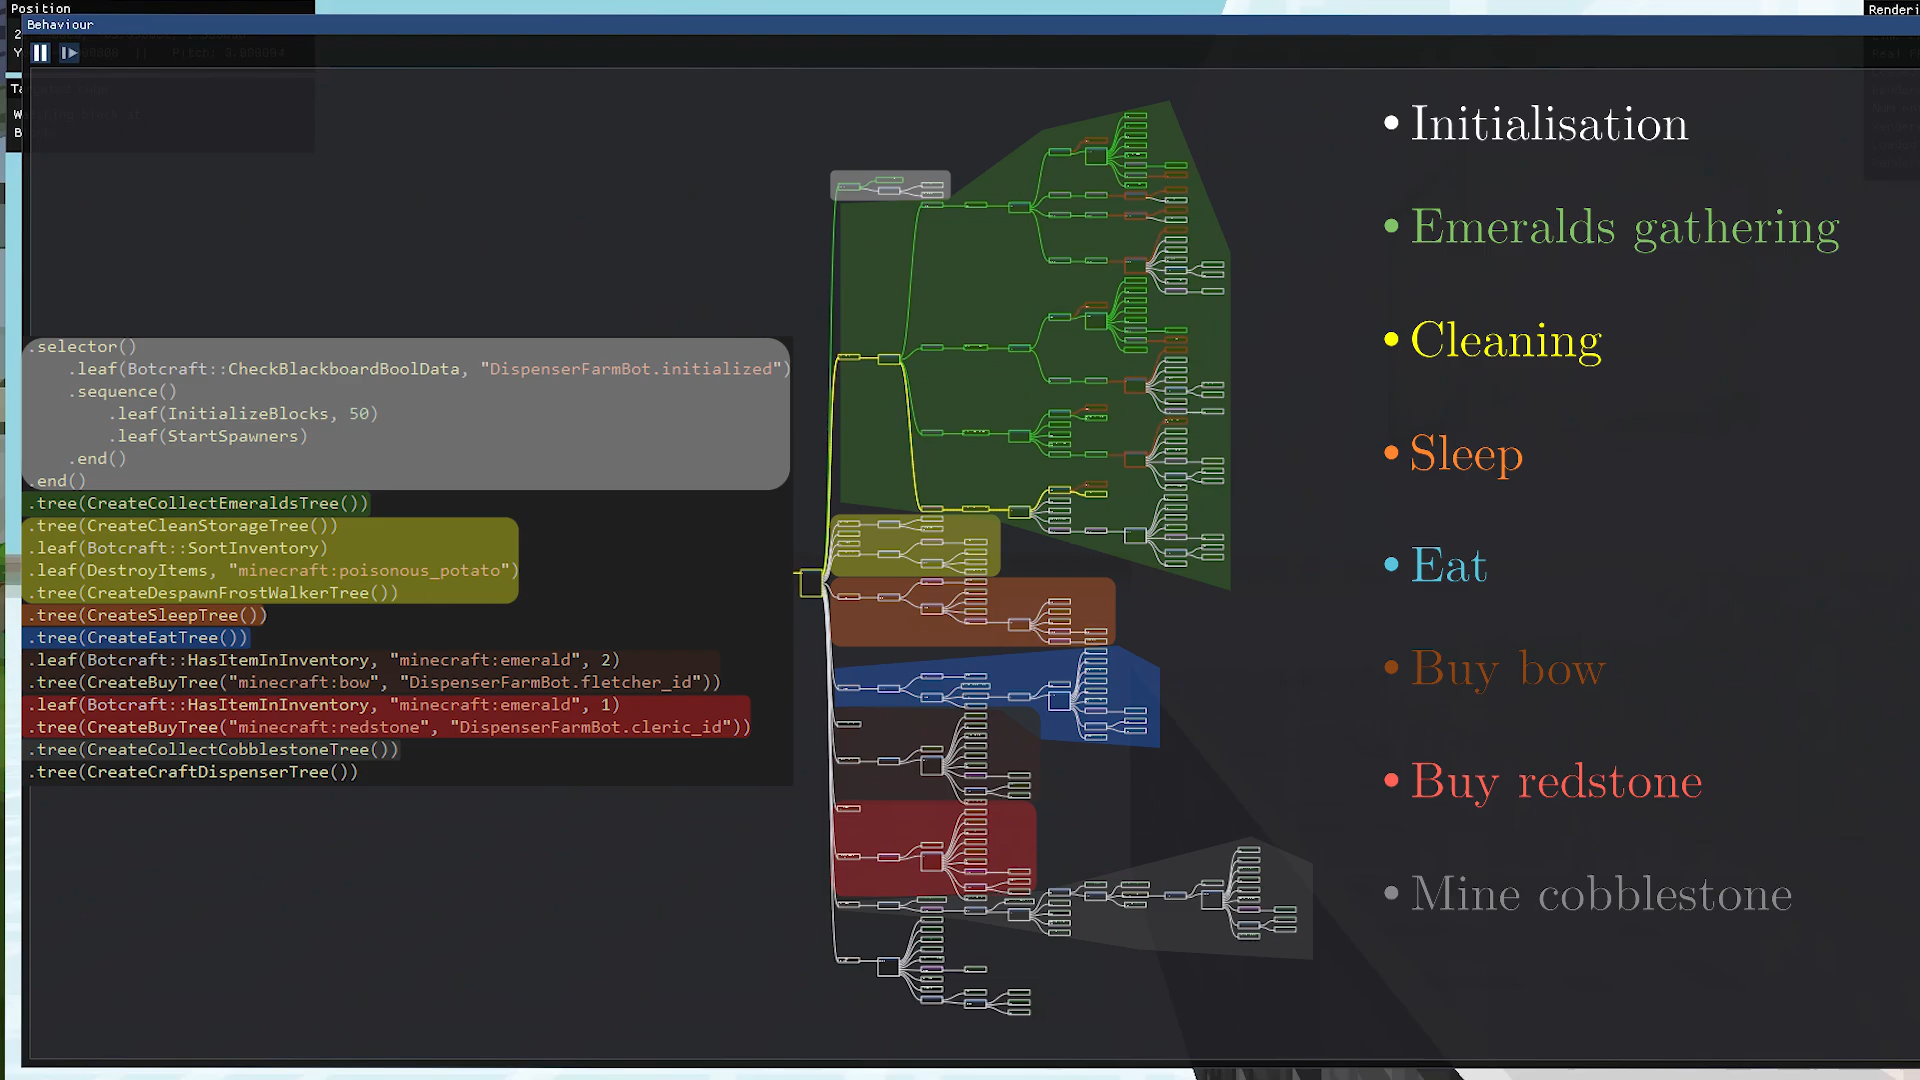 Position
Renderi
Behaviour
.selector()
.leaf(Botcraft::CheckBlackboardBoolData, "DispenserFarmBot.initialized")
.sequence()
.leaf(InitializeBlocks, 50)
.leaf(StartSpawners)
.end()
.end()
.tree(CreateCollectEmeraldsTree())
.tree(CreateCleanStorageTree())
.leaf(Botcraft::SortInventory)
.leaf(DestroyItems, "minecraft:poisonous_potato")
.tree(CreateDespawnFrostWalkerTree())
.tree(CreateSleepTree())
.tree(CreateEatTree())
.leaf(Botcraft::HasItemInInventory, "minecraft:emerald", 2)
.tree(CreateBuyTree("minecraft:bow", "DispenserFarmBot.fletcher_id"))
.leaf(Botcraft::HasItemInInventory, "minecraft:emerald", 1)
.tree(CreateBuyTree("minecraft:redstone", "DispenserFarmBot.cleric_id"))
.tree(CreateCollectCobblestoneTree())
.tree(CreateCraftDispenserTree())
• Initialisation
• Emeralds gathering
• Cleaning
• Sleep
• Eat
• Buy bow
• Buy redstone
• Mine cobblestone